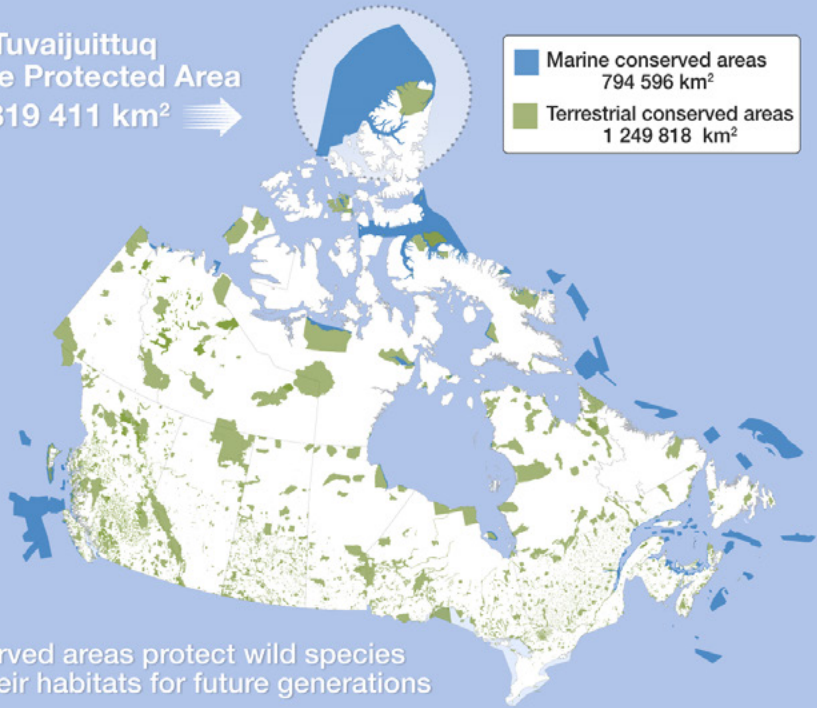 Tuvaijuittuq
e Protected Area
319 411 km²
Marine conserved areas
794 596 km²
Terrestrial conserved areas
1 249 818 km²
rved areas protect wild species
eir habitats for future generations